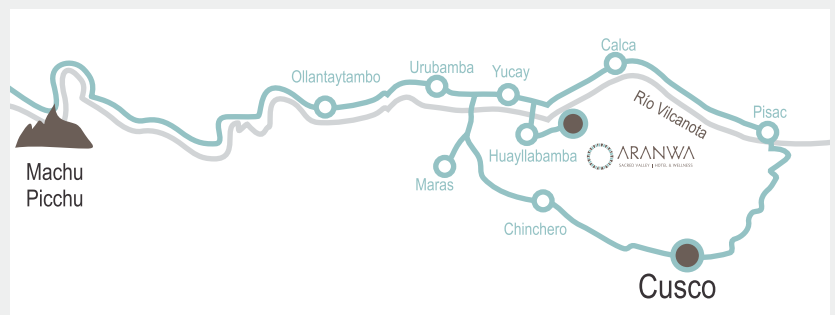 Calca
Urubamba
Yucay
Ollantaytambo
Río Vilcanota
Pisac
Huayllabamba
ARANWA
SACRED VALLEY | HOTEL & WELLNESS
Machu
Picchu
Maras
Chinchero
Cusco